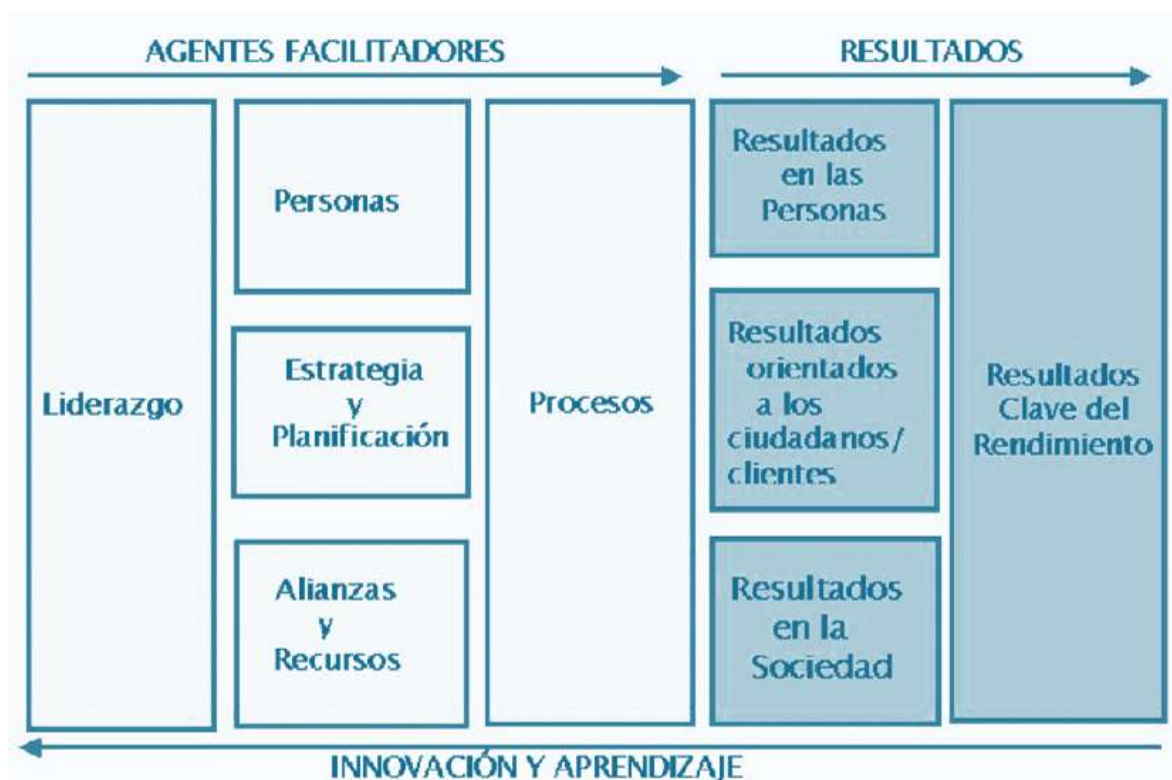 AGENTES FACILITADORES
RESULTADOS
Liderazgo
Personas
Estrategia
y
Planificación
Alianzas
y
Recursos
Procesos
Resultados
en las
Personas
Resultados
orientados
a los
ciudadanos/
clientes
Resultados
en la
Sociedad
Resultados
Clave del
Rendimiento
INNOVACIÓN Y APRENDIZAJE